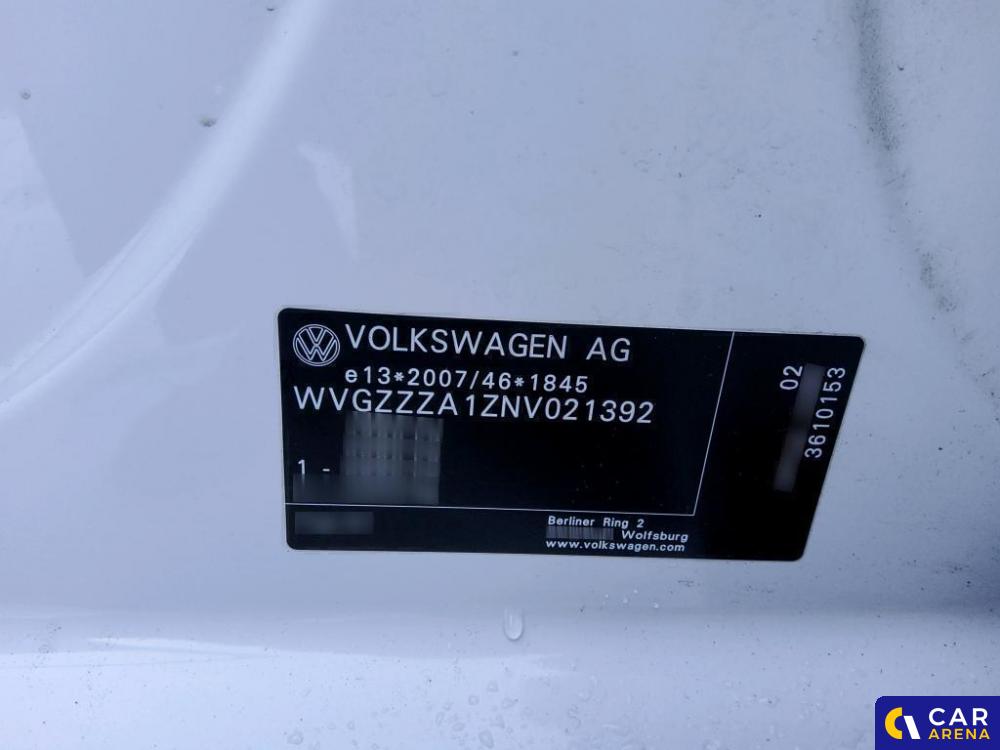 VOLKSWAGEN AG
e13*2007/46*1845
WVGZZZA1ZNV021392
1 -
Berliner Ring 2
Wolfsburg
www.volkswagen.com
02
3610153
CAR
ARENA